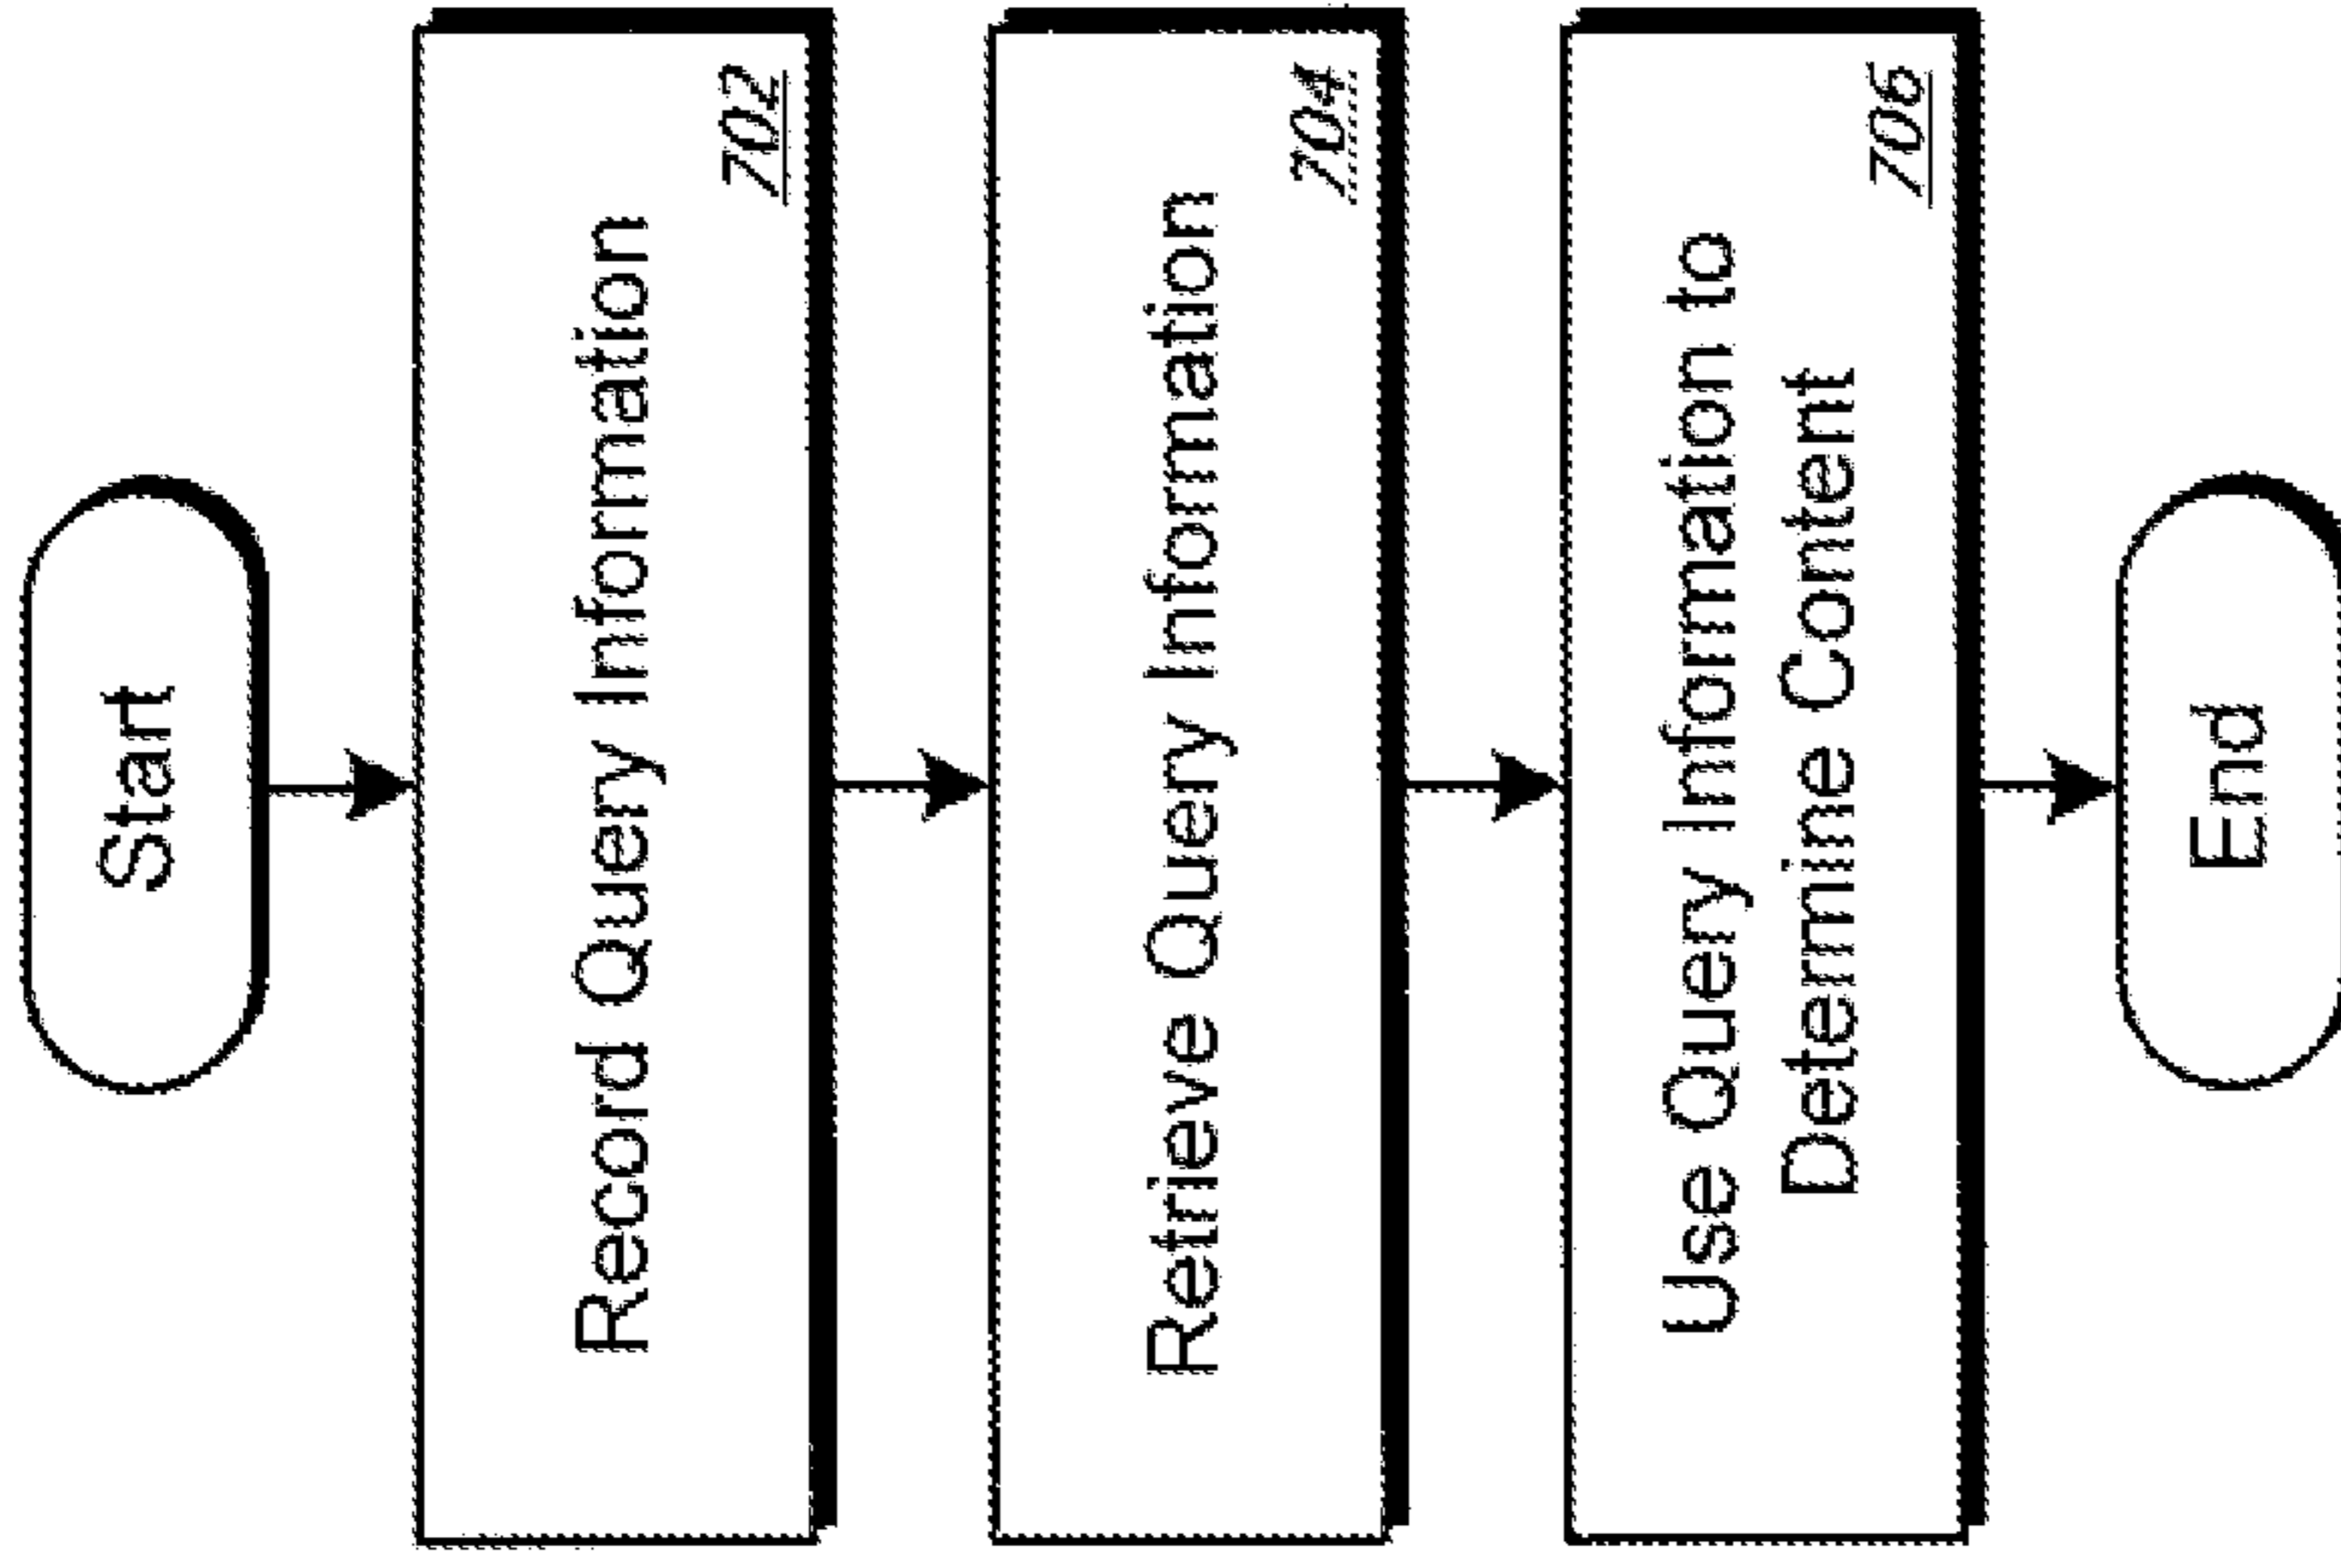 Start
Record Query Information
702
Retrieve Query Information
704
Use Query Information to
Determine Content
706
End